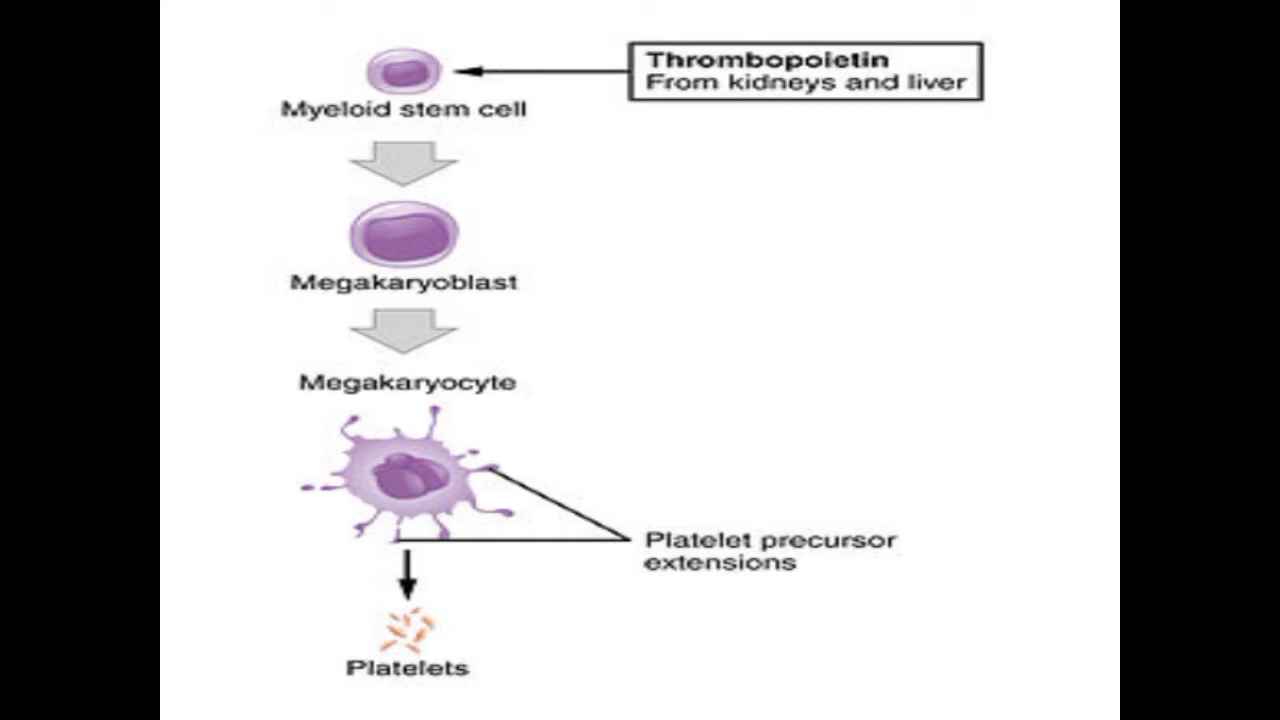 Thrombopoietin
From kidneys and liver
Myeloid stem cell
Megakaryoblast
Megakaryocyte
Platelet precursor
extensions
Platelets